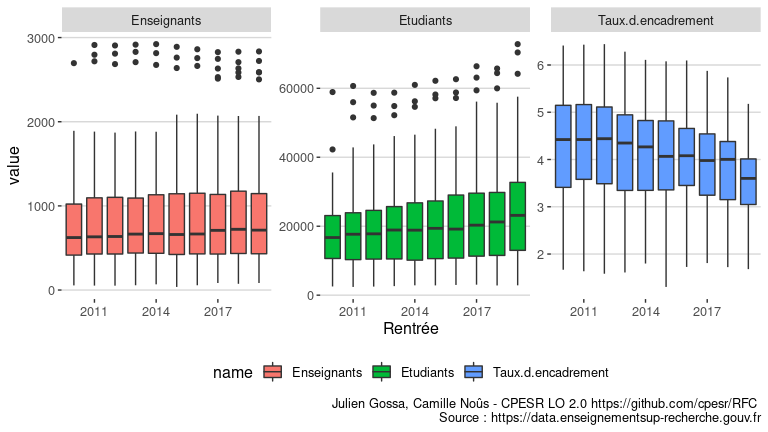 Enseignants
Etudiants
Taux.d.encadrement
value
3000
2000
1000
0
2011
2014
2017
60000
40000
20000
0
2011
2014
2017
6
5
4
3
2
2011
2014
2017
Rentrée
name
Enseignants
Etudiants
Taux.d.encadrement
Julien Gossa, Camille Noûs - CPESR LO 2.0 https://github.com/cpesr/RFC
Source : https://data.enseignementsup-recherche.gouv.fr